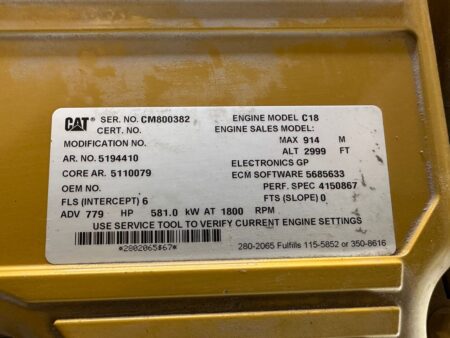 CAT® SER. NO. CM800382 ENGINE MODEL C18
CERT. NO. ENGINE SALES MODEL:
MODIFICATION NO. MAX 914 M
ALT 2999 FT
AR. NO. 5194410 ELECTRONICS GP
CORE AR. 5110079 ECM SOFTWARE 5685633
OEM NO. PERF. SPEC 4150867
FLS (INTERCEPT) 6 FTS (SLOPE) 0
ADV 779 HP 581.0 kW AT 1800 RPM
USE SERVICE TOOL TO VERIFY CURRENT ENGINE SETTINGS
*2802065$67*
280-2065 Fulfills 115-5852 or 350-8616